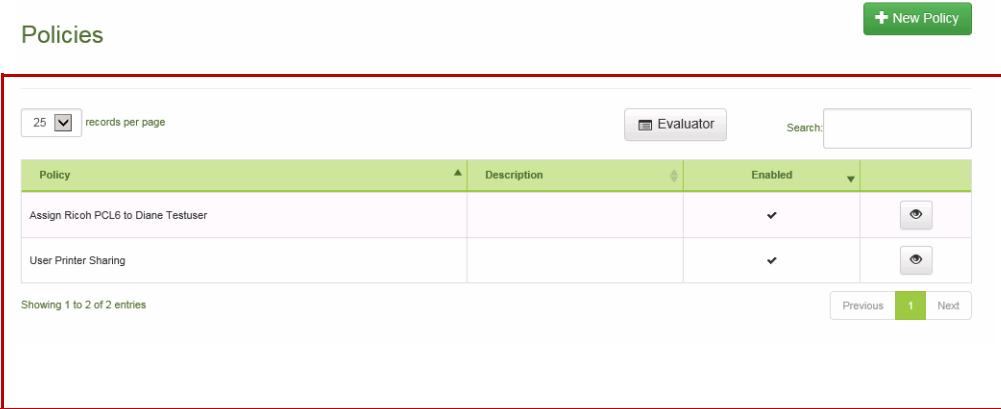 New Policy
Policies
25 records per page Evaluator Search:
Policy Description Enabled
Assign Ricoh PCL6 to Diane Testuser
User Printer Sharing
Showing 1 to 2 of 2 entries Previous 1 Next